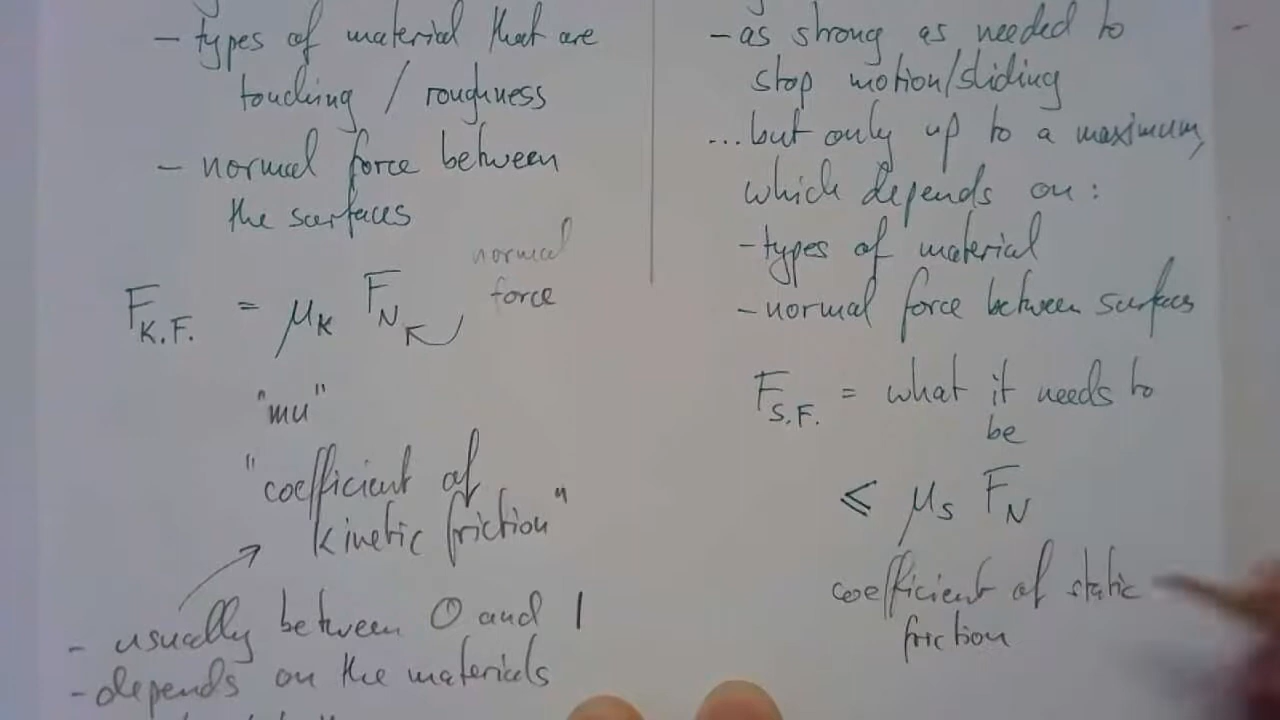 - types of material that are
touching / roughness
- normal force between
the surfaces
normal
force
F K.F. = μK FN
"mu"
"coefficient of
kinetic friction"
- usually between 0 and 1
- depends on the materials
- as strong as needed to
stop motion/sliding
...but only up to a maximum,
which depends on:
- types of material
- normal force between surfaces
F S.F. = what it needs to
be
≤ μS FN
coefficient of static
friction